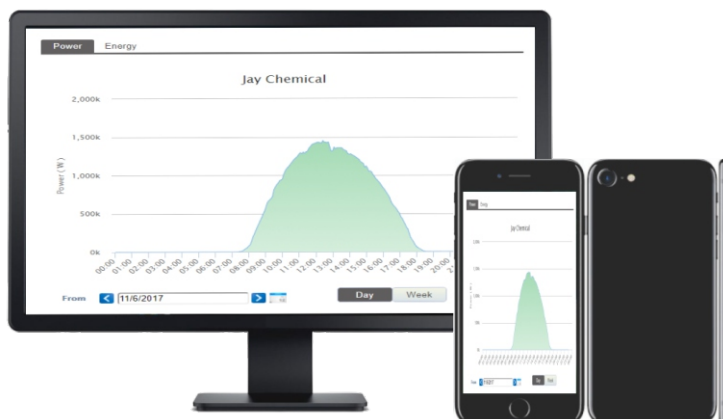 Power Energy
Jay Chemical
2,000k
1,500k
1,000k
500k
0k
Power (W)
00:00 01:00 02:00 03:00 04:00 05:00 06:00 07:00 08:00 09:00 10:00 11:00 12:00 13:00 14:00 15:00 16:00 17:00 18:00 19:00 20:00
From 11/6/2017
Day Week
Jay Chemical